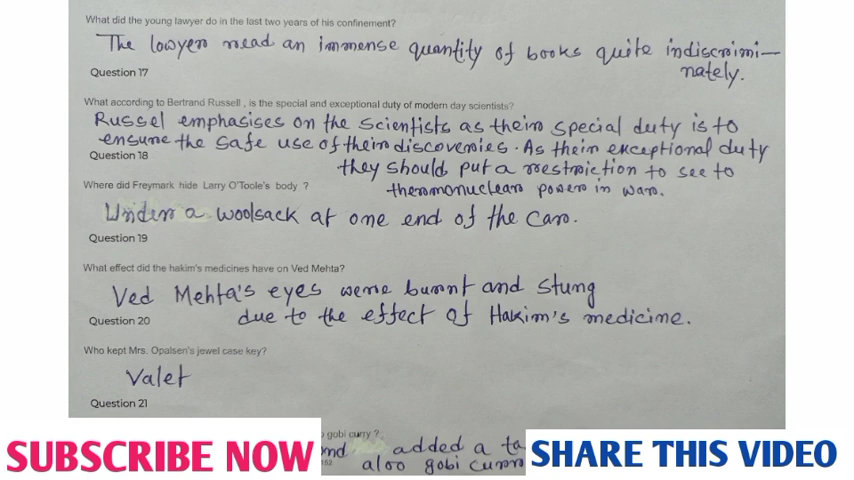 What did the young lawyer do in the last two years of his confinement?
The lawyer read an immense quantity of books quite indiscrimi-
nately.
Question 17
What according to Bertrand Russell , is the special and exceptional duty of modern day scientists?
Russel emphasises on the scientists as their special duty is to
ensure the safe use of their discoveries. As their exceptional duty
Question 18
they should put a restriction to see to
thermonuclear power in war.
Where did Freymark hide Larry O'Toole's body ?
Under a woolsack at one end of the car.
Question 19
What effect did the hakim's medicines have on Ved Mehta?
Ved Mehta's eyes were burnt and stung
due to the effect of Hakim's medicine.
Question 20
Who kept Mrs. Opalsen's jewel case key?
Valet
Question 21
gobi curry ?
added a
aloo gobi
SUBSCRIBE NOW
SHARE THIS VIDEO